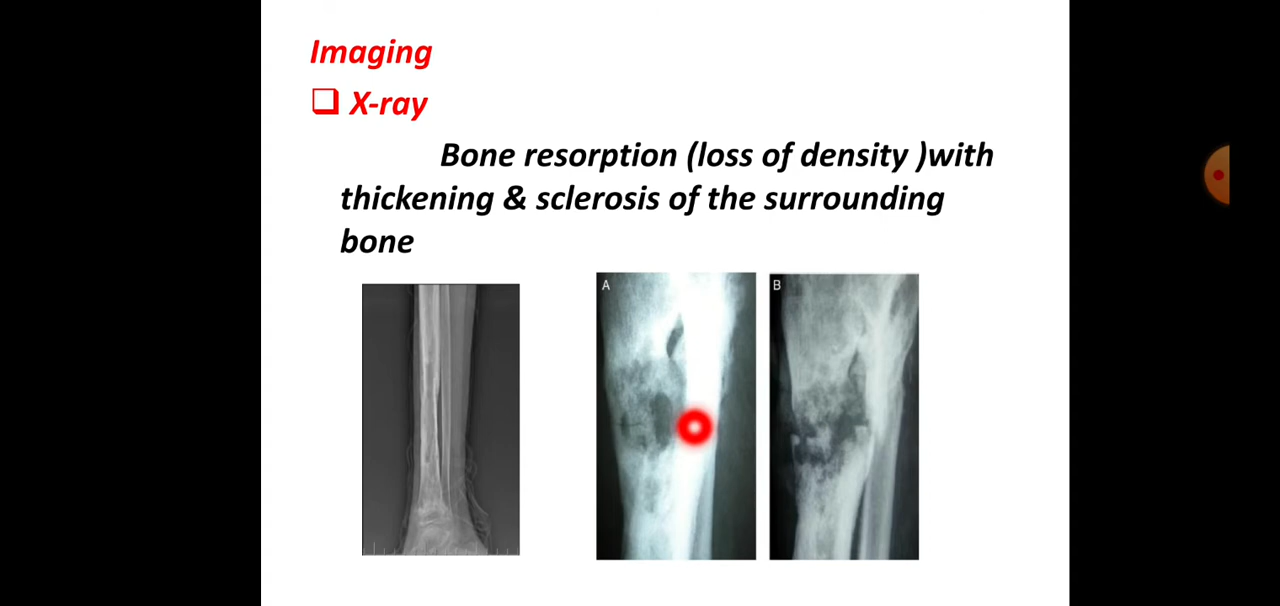 Imaging
X-ray
Bone resorption (loss of density )with
thickening & sclerosis of the surrounding
bone
A
B